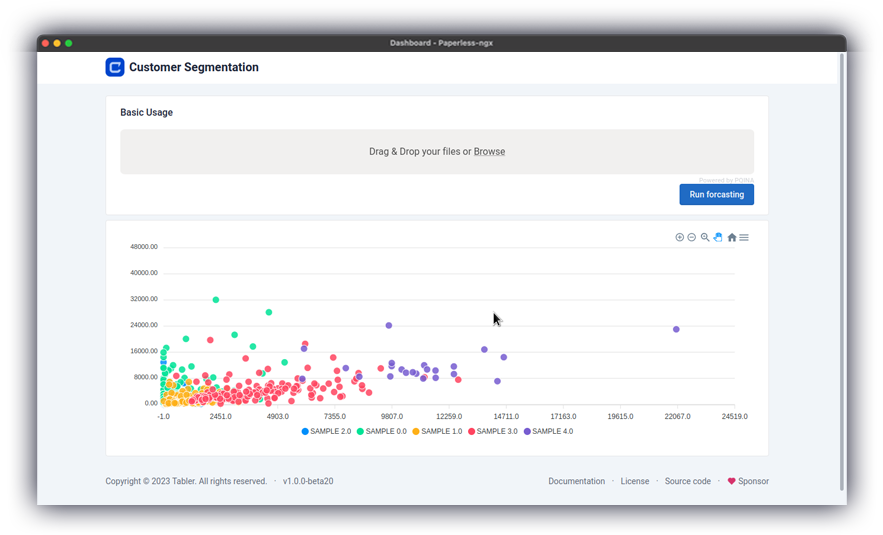 Dashboard - Paperless-ngx
Customer Segmentation
Basic Usage
Drag & Drop your files or Browse
Powered by PQINA
Run forcasting
48000.00
40000.00
32000.00
24000.00
16000.00
8000.00
0.00
-1.0 2451.0 4903.0 7355.0 9807.0 12259.0 14711.0 17163.0 19615.0 22067.0 24519.0
SAMPLE 2.0 SAMPLE 0.0 SAMPLE 1.0 SAMPLE 3.0 SAMPLE 4.0
Copyright © 2023 Tabler. All rights reserved. · v1.0.0-beta20 Documentation · License · Source code · Sponsor